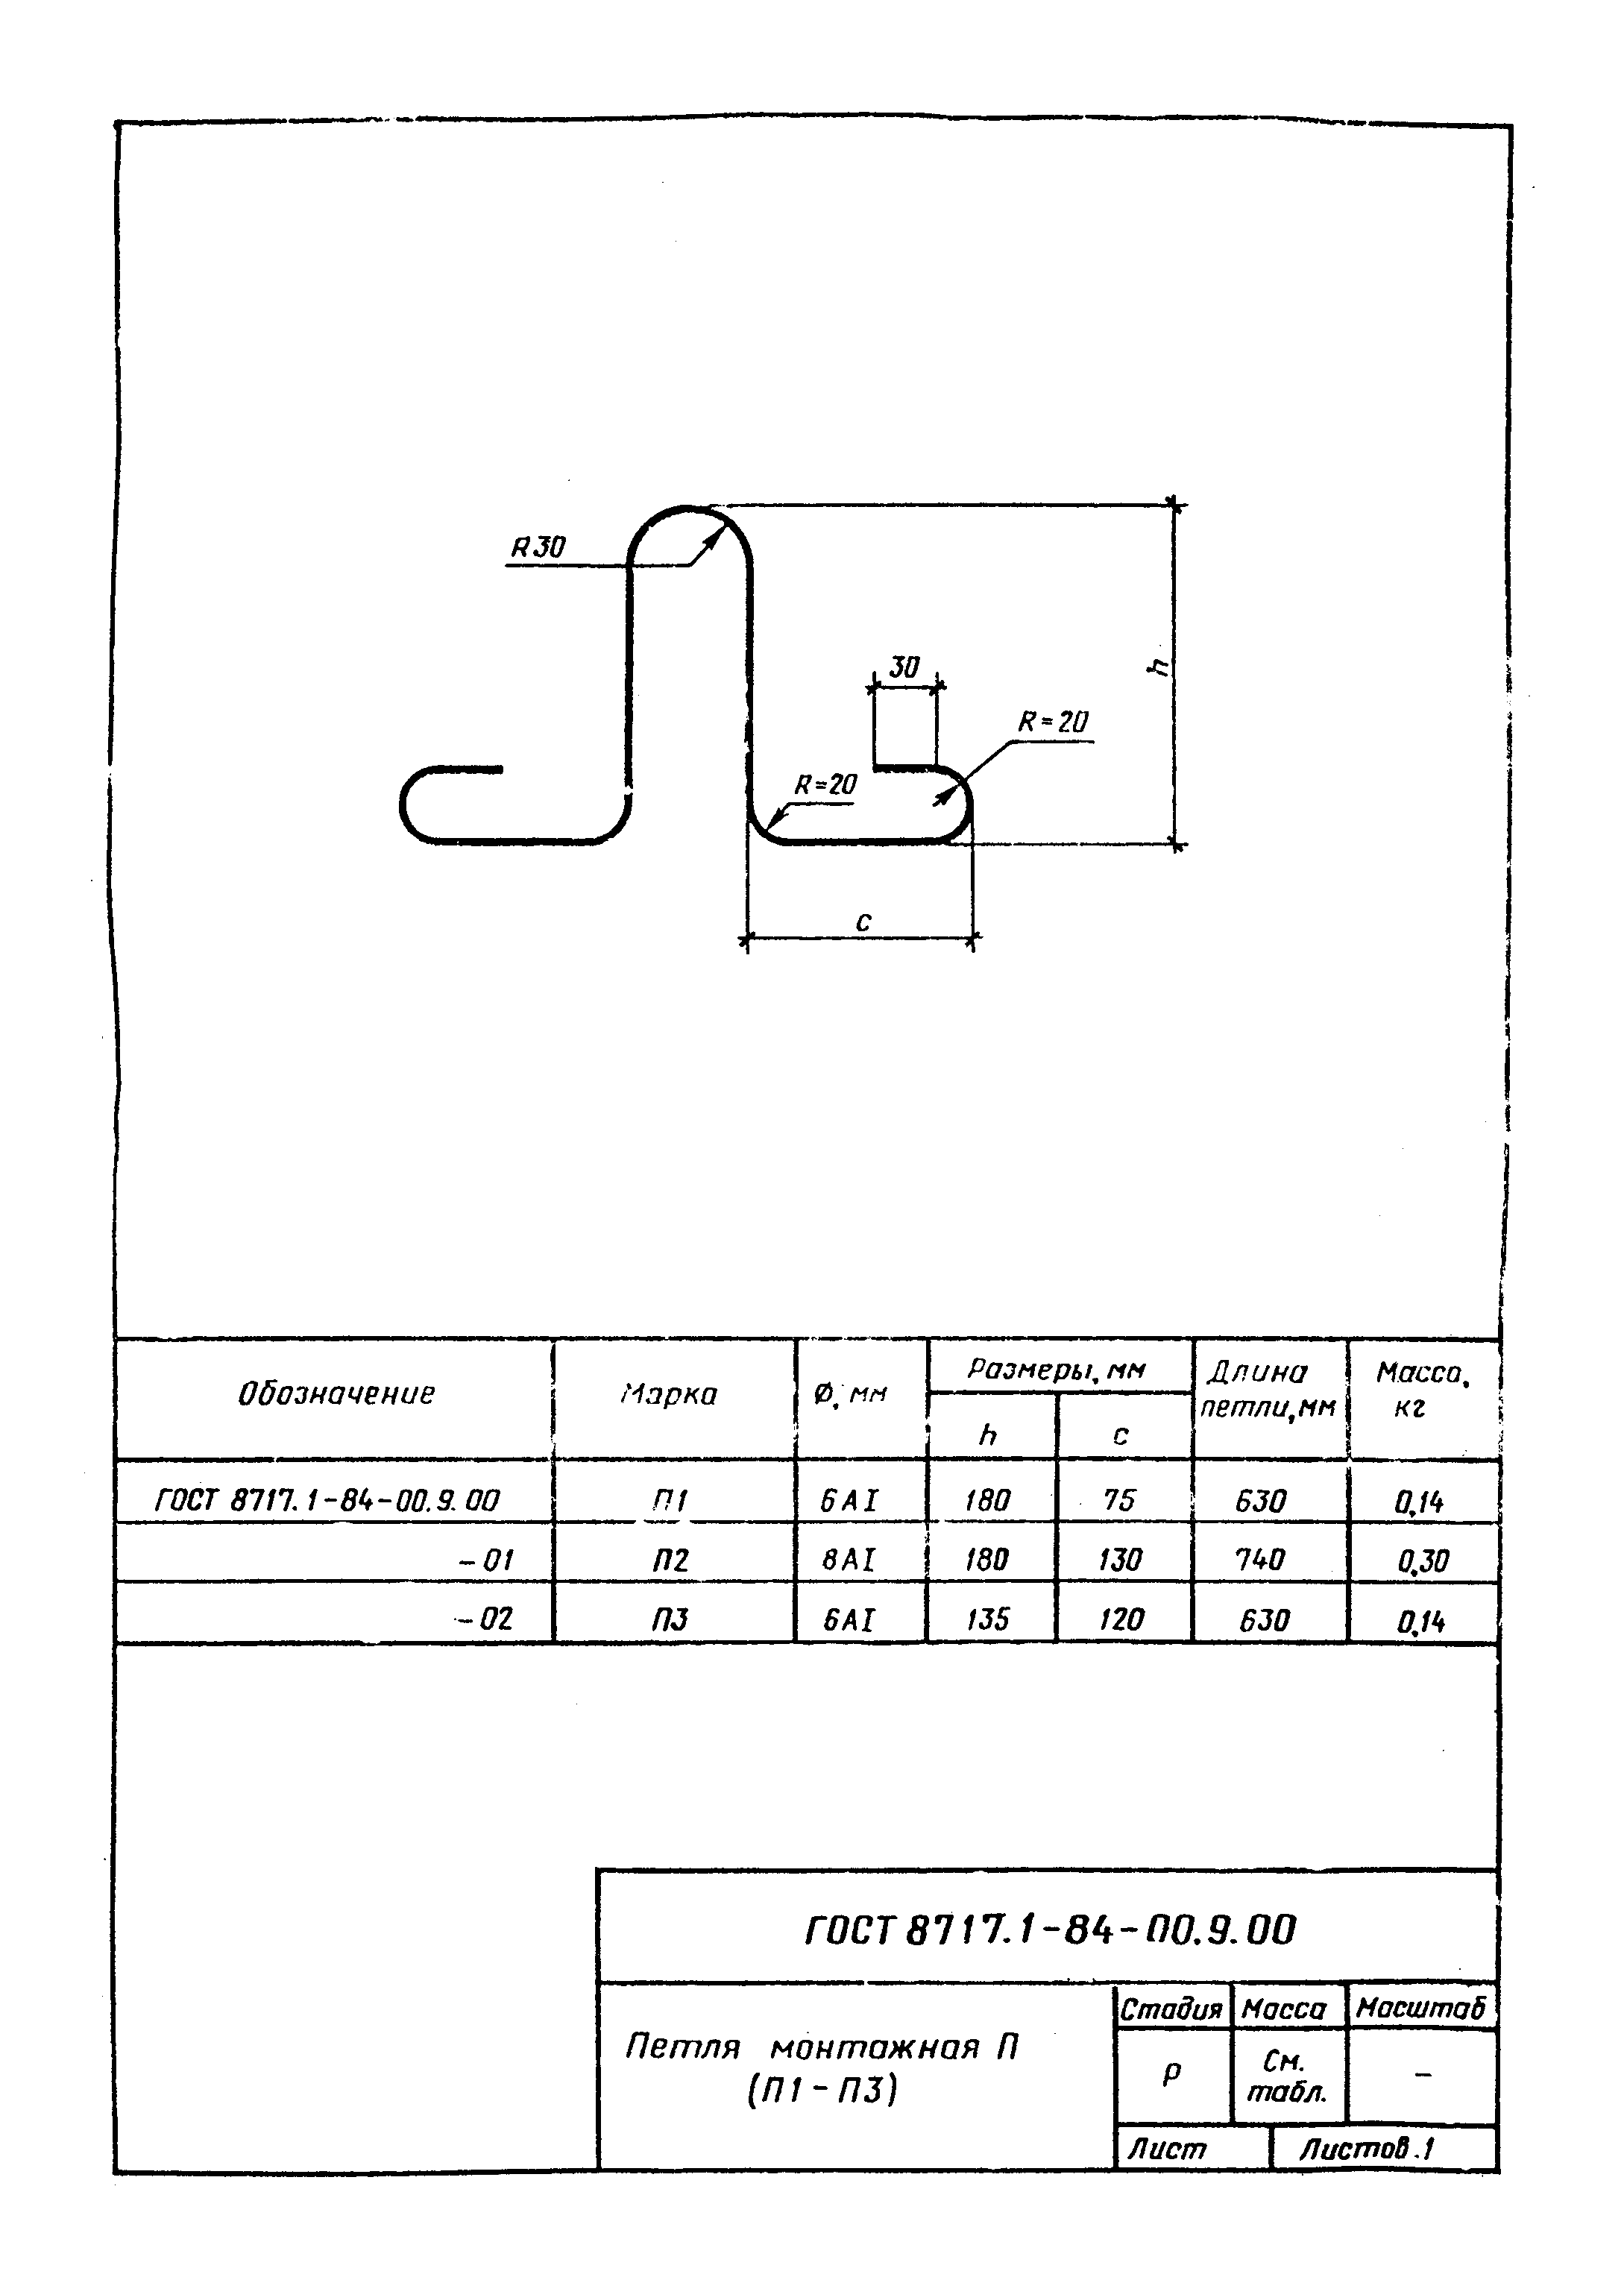 R30
30
h
R=20
R=20
c
Обозначение Марка Ø, мм Размеры, мм Длина петли, мм Масса, кг
h c
ГОСТ 8717.1-84-00.9.00 П1 6АI 180 75 630 0,14
-01 П2 8АI 180 130 740 0,30
-02 П3 6АI 135 120 630 0,14
ГОСТ 8717.1-84-00.9.00
Петля монтажная П
(П1-П3)
Стадия Масса Масштаб
Р См. табл. –
Лист Листов.1